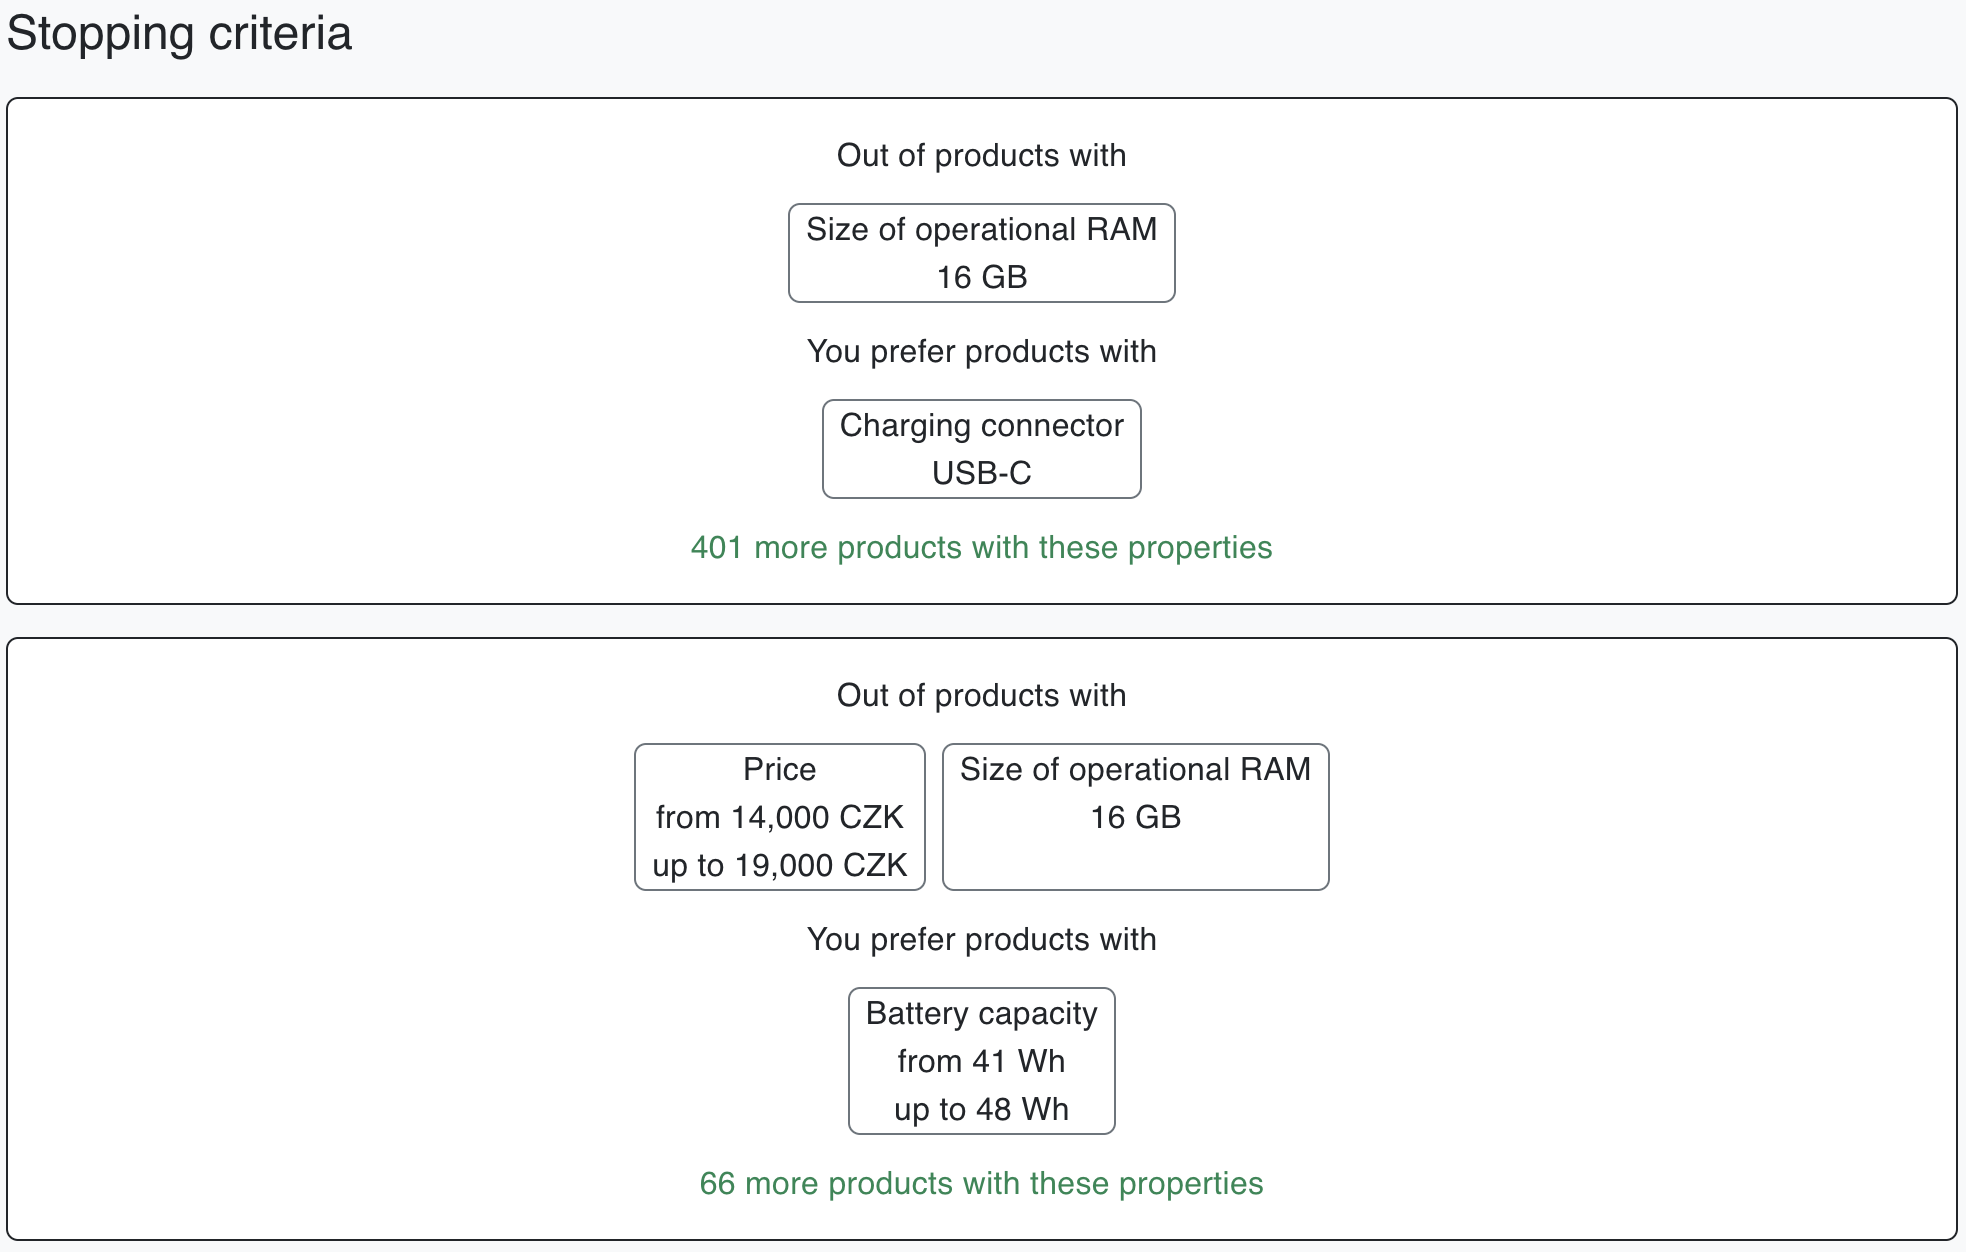 Stopping criteria
Out of products with
Size of operational RAM
16 GB
You prefer products with
Charging connector
USB-C
401 more products with these properties
Out of products with
Price
from 14,000 CZK
up to 19,000 CZK
Size of operational RAM
16 GB
You prefer products with
Battery capacity
from 41 Wh
up to 48 Wh
66 more products with these properties